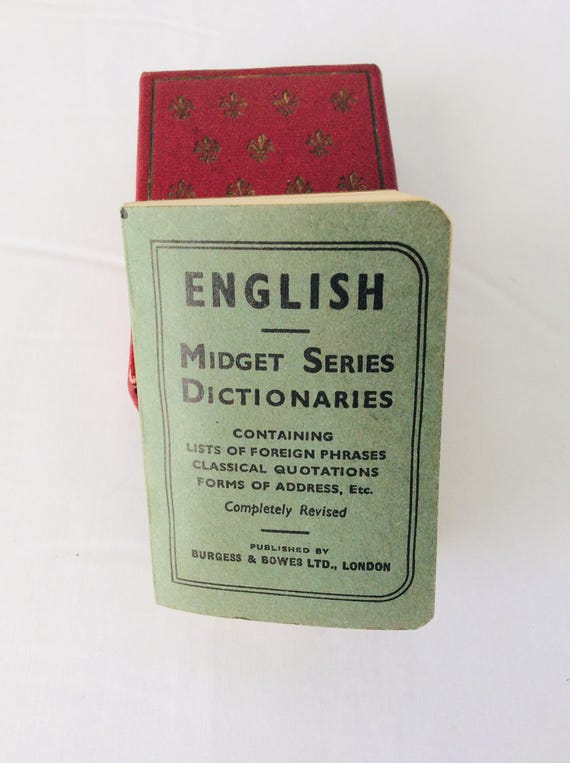 ENGLISH
MIDGET SERIES
DICTIONARIES
CONTAINING
LISTS OF FOREIGN PHRASES
CLASSICAL QUOTATIONS
FORMS OF ADDRESS, Etc.
Completely Revised
PUBLISHED BY
BURGESS & BOWES LTD., LONDON